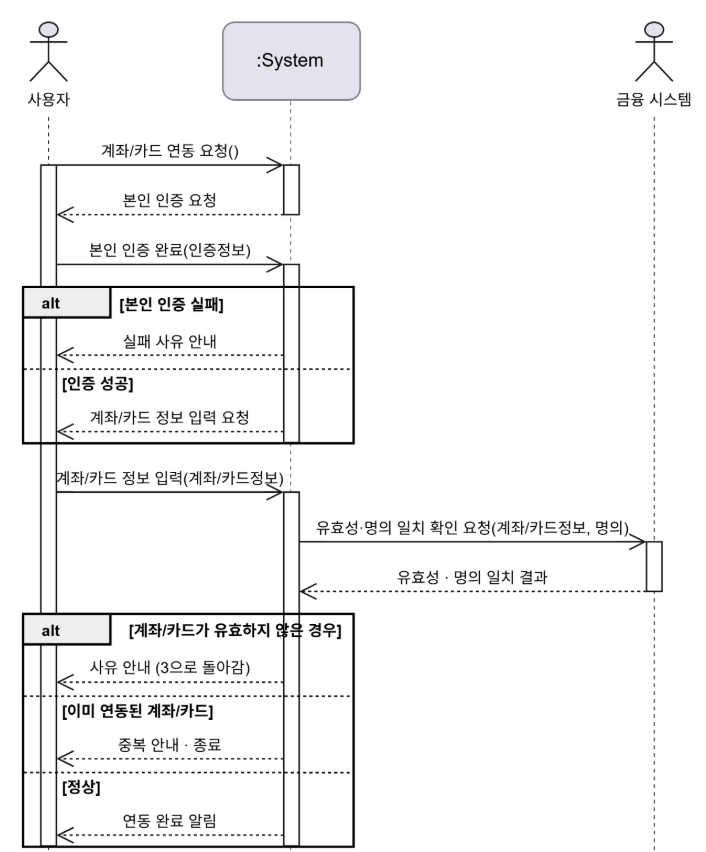 :System
사용자
금융 시스템
계좌/카드 연동 요청()
본인 인증 요청
본인 인증 완료(인증정보)
alt [본인 인증 실패]
실패 사유 안내
[인증 성공]
계좌/카드 정보 입력 요청
계좌/카드 정보 입력(계좌/카드정보)
유효성·명의 일치 확인 요청(계좌/카드정보, 명의)
유효성 · 명의 일치 결과
alt [계좌/카드가 유효하지 않은 경우]
사유 안내 (3으로 돌아감)
[이미 연동된 계좌/카드]
중복 안내 · 종료
[정상]
연동 완료 알림